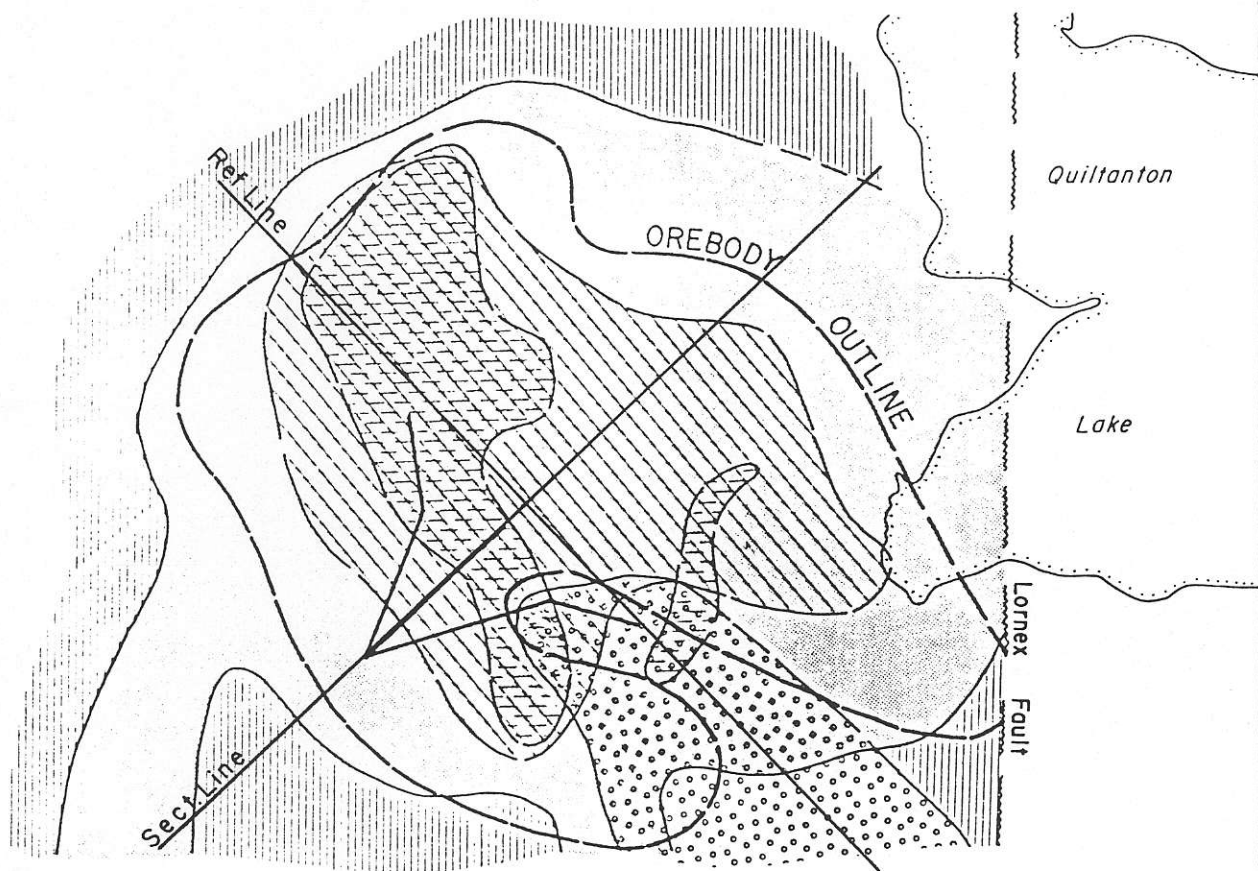 Ref Line
Quiltanton
OREBODY
OUTLINE
Lake
Lornex Fault
Sect. Line